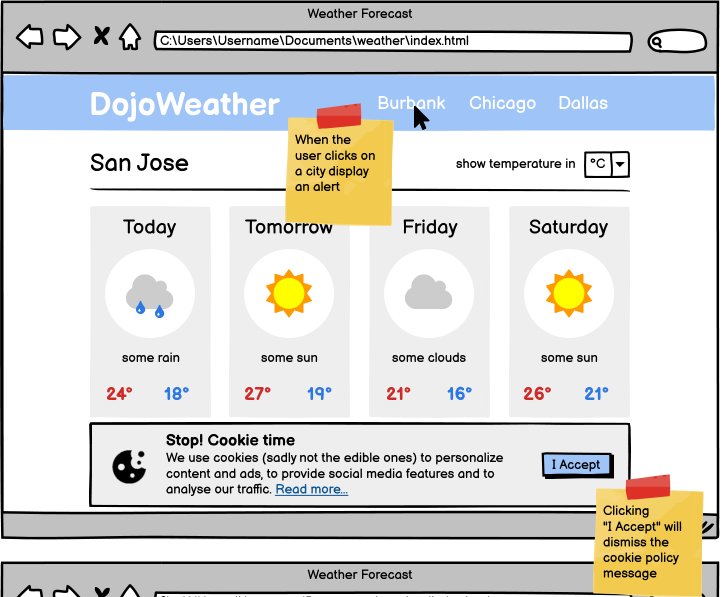 Weather Forecast
C:\Users\Username\Documents\weather\index.html
DojoWeather
Burbank Chicago Dallas
When the
user clicks on
a city display
an alert
San Jose
show temperature in °C
Today
Tomorrow
Friday
Saturday
some rain
some sun
some clouds
some sun
24° 18°
27° 19°
21° 16°
26° 21°
Stop! Cookie time
We use cookies (sadly not the edible ones) to personalize
content and ads, to provide social media features and to
analyse our traffic. Read more...
I Accept
Clicking
"I Accept" will
dismiss the
cookie policy
message
Weather Forecast